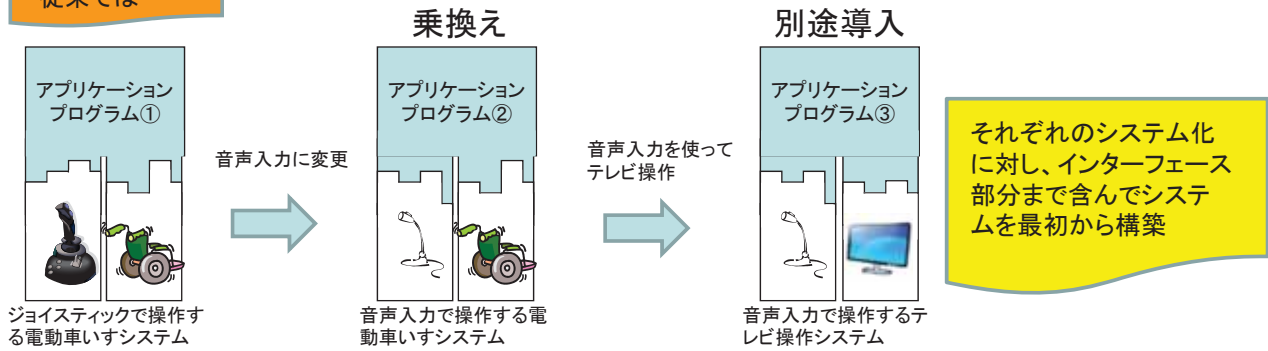 従来では
乗換え
別途導入
アプリケーション
プログラム①
音声入力に変更
アプリケーション
プログラム②
音声入力を使って
テレビ操作
アプリケーション
プログラム③
それぞれのシステム化
に対し、インターフェース
部分まで含んでシステ
ムを最初から構築
ジョイスティックで操作す
る電動車いすシステム
音声入力で操作する電
動車いすシステム
音声入力で操作するテ
レビ操作システム